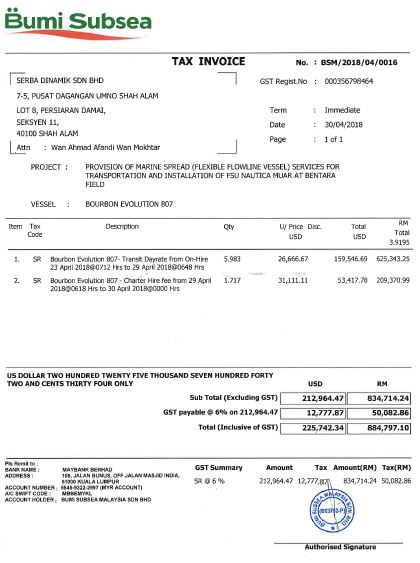 Bumi Subsea
TAX INVOICE No. : BSM/2018/04/0016
SERBA DINAMIK SDN BHD GST Regist.No : 000356798464
7-5, PUSAT DAGANGAN UMNO SHAH ALAM
LOT 8, PERSIARAN DAMAI, Term : Immediate
SEKSYEN 11, Date : 30/04/2018
40100 SHAH ALAM Page : 1 of 1
Attn : Wan Ahmad Afandi Wan Mokhtar
PROJECT : PROVISION OF MARINE SPREAD (FLEXIBLE FLOWLINE VESSEL) SERVICES FOR
TRANSPORTATION AND INSTALLATION OF FSU NAUTICA MUAR AT BENTARA
FIELD
VESSEL : BOURBON EVOLUTION 807
Item Tax Code Description Qty U/ Price Disc. USD Total USD RM Total 3.9195
1. SR Bourbon Evolution 807- Transit Dayrate from On-Hire 5.983 26,666.67 159,546.69 625,343.25
23 April 2018@0712 Hrs to 29 April 2018@0648 Hrs
2. SR Bourbon Evolution 807 - Charter Hire fee from 29 April 1.717 31,111.11 53,417.78 209,370.99
2018@0618 Hrs to 30 April 2018@0000 Hrs
US DOLLAR TWO HUNDRED TWENTY FIVE THOUSAND SEVEN HUNDRED FORTY
TWO AND CENTS THIRTY FOUR ONLY USD RM
Sub Total (Excluding GST) 212,964.47 834,714.24
GST payable @ 6% on 212,964.47 12,777.87 50,082.86
Total (Inclusive of GST) 225,742.34 884,797.10
Pls Remit to :
BANK NAME : MAYBANK BERHAD GST Summary Amount Tax Amount(RM) Tax(RM)
ADDRESS : 105, JALAN BUNUS, OFF JALAN MASJID INDIA,
51000 KUALA LUMPUR SR @ 6 % 212,964.47 12,777.87 834,714.24 50,082.86
ACCOUNT NUMBER : 5645-9322-2997 (MYR ACCOUNT)
A/C SWIFT CODE : MBBEMYKL
ACCOUNT HOLDER : BUMI SUBSEA MALAYSIA SDN BHD
BUMI SUBSEA MALAYSIA SDN BHD
Authorised Signature